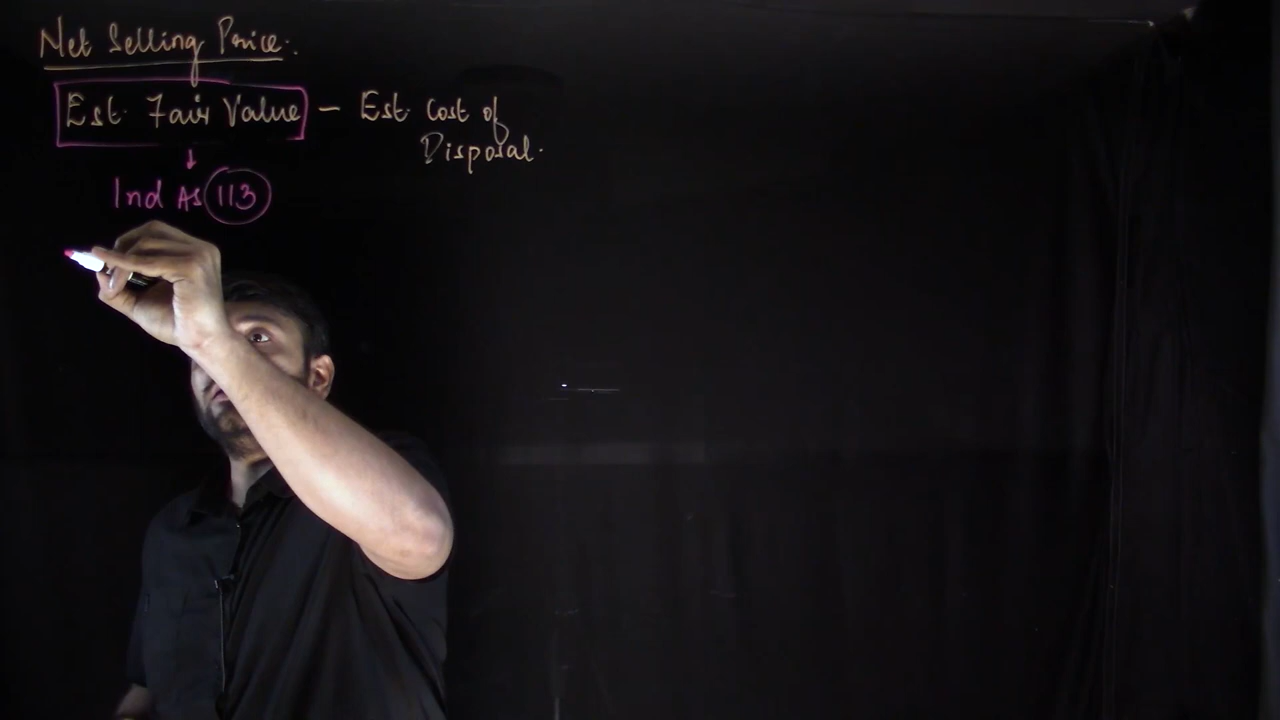 Net Selling Price.
Est. Fair Value - Est. Cost of
Disposal.
↓
Ind AS 113